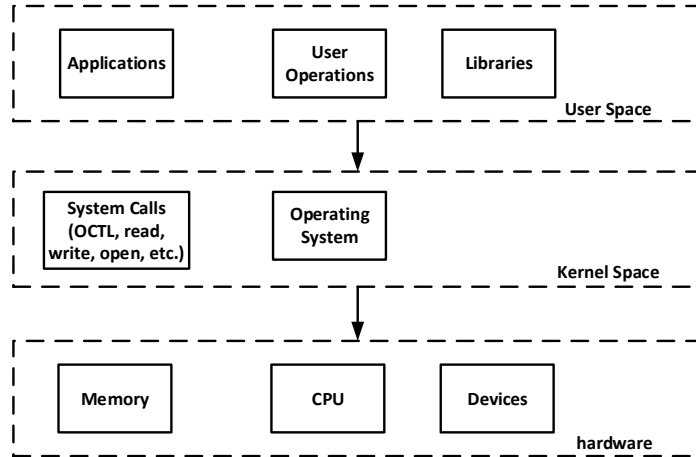 Applications
User
Operations
Libraries
User Space
System Calls
(OCTL, read,
write, open, etc.)
Operating
System
Kernel Space
Memory
CPU
Devices
hardware